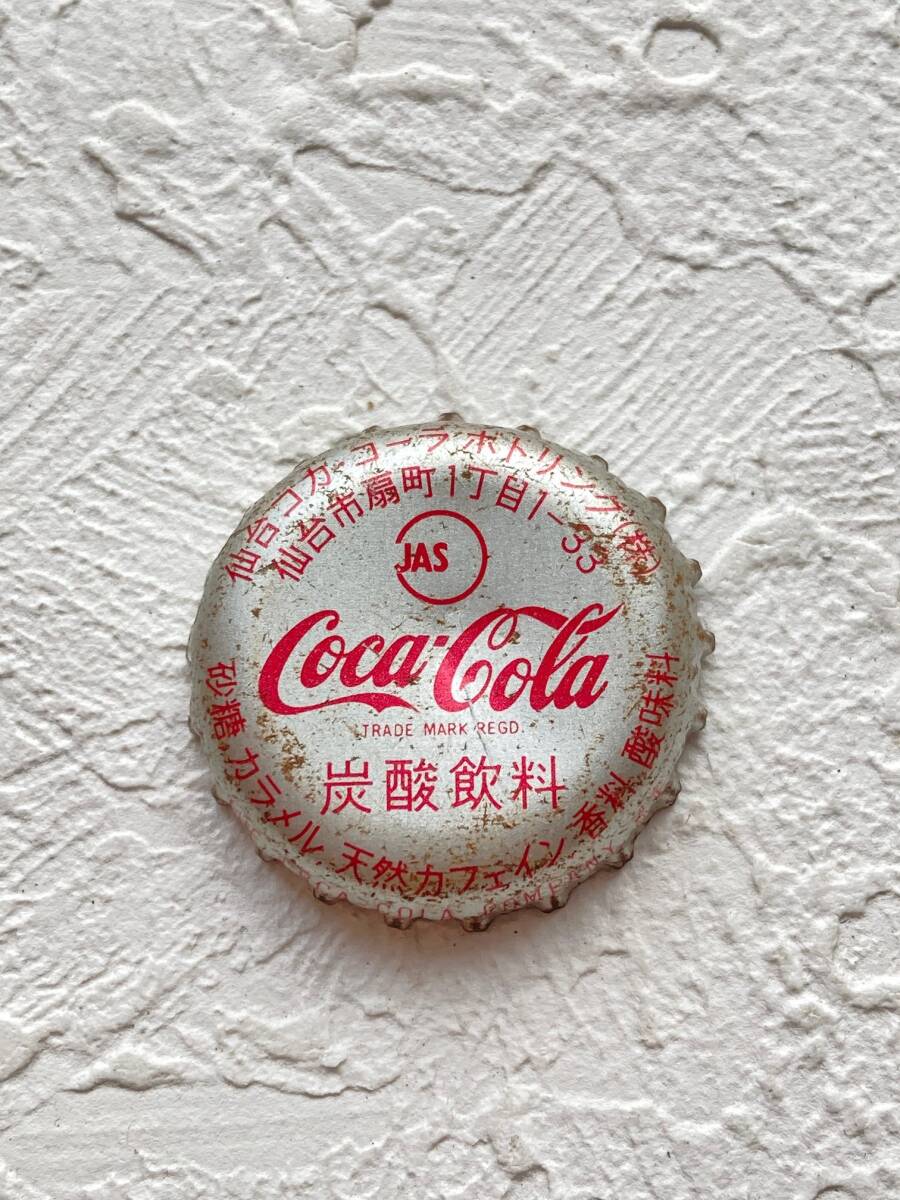 仙台コカ・コーラ ボトリング(株)
仙台市扇町1丁目1-33
JAS
Coca-Cola
TRADE MARK REGD.
炭酸飲料
砂糖 カラメル 天然カフェイン 香料 酸味料
COLA COMPANY